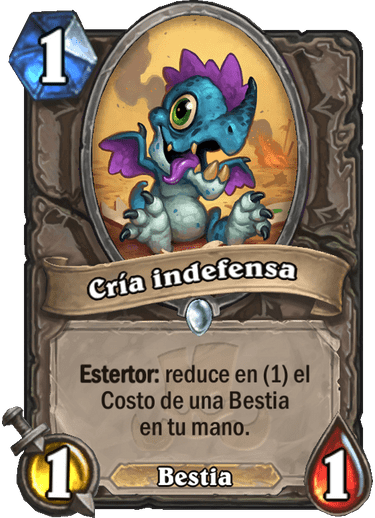 1
Cría indefensa
Estertor: reduce en (1) el
Costo de una Bestia
en tu mano.
1
Bestia
1